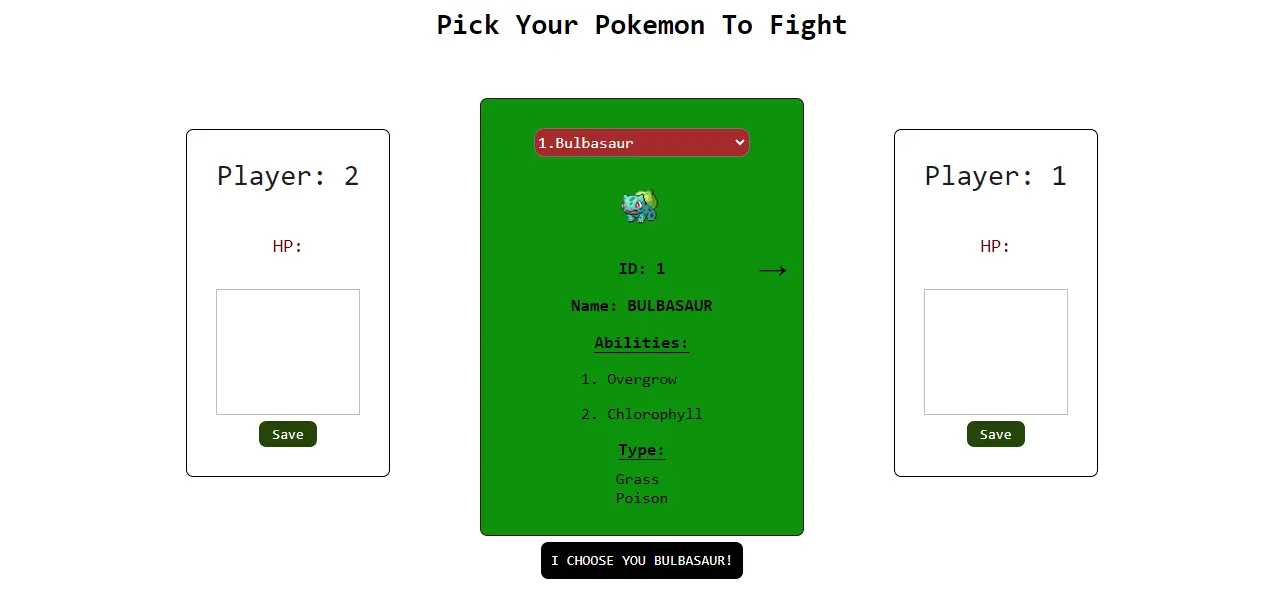 Pick Your Pokemon To Fight
Player: 2
HP:
Save
1.Bulbasaur
ID: 1
→
Name: BULBASAUR
Abilities:
1. Overgrow
2. Chlorophyll
Type:
Grass
Poison
I CHOOSE YOU BULBASAUR!
Player: 1
HP:
Save